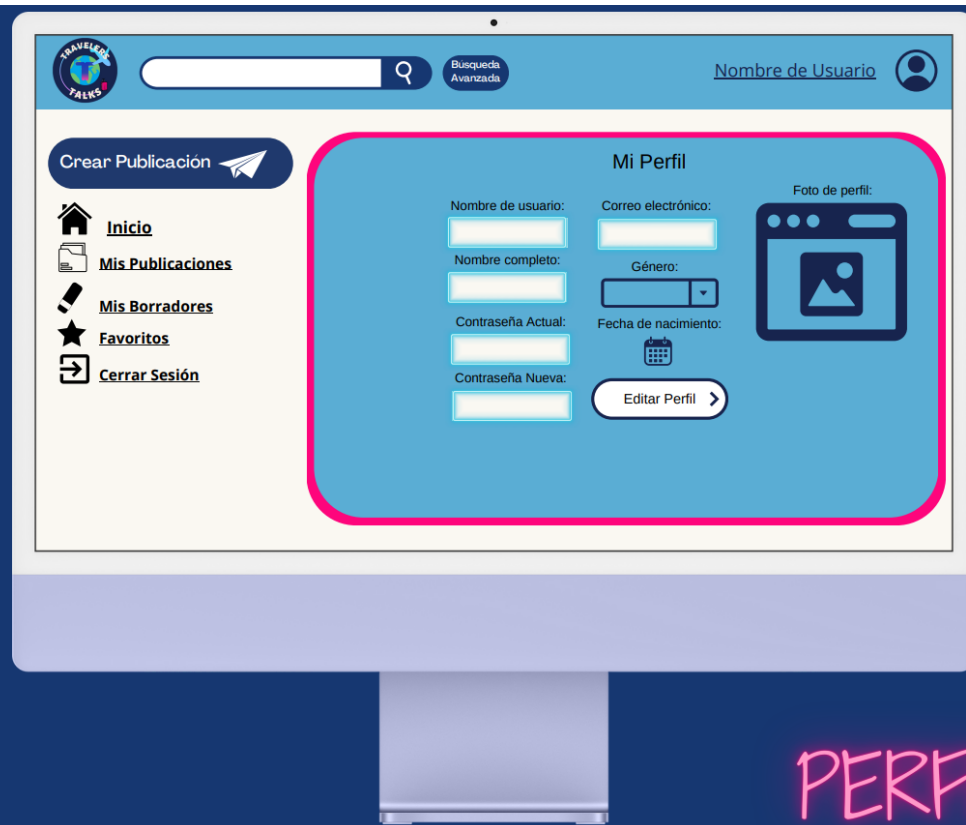 TRAVELERS
TALKS
Búsqueda
Avanzada
Nombre de Usuario
Crear Publicación
Inicio
Mis Publicaciones
Mis Borradores
Favoritos
Cerrar Sesión
Mi Perfil
Nombre de usuario:
Nombre completo:
Contraseña Actual:
Contraseña Nueva:
Correo electrónico:
Género:
Fecha de nacimiento:
Editar Perfil
Foto de perfil:
PERF